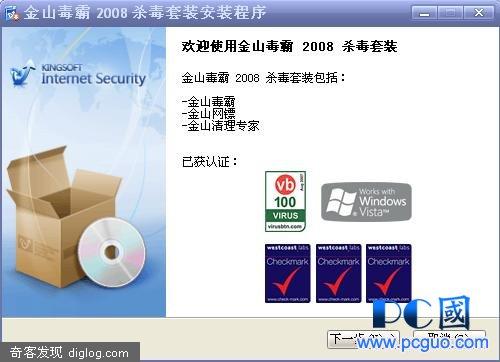 金山毒霸 2008 杀毒套装安装程序
KINGSOFT
Internet Security
欢迎使用金山毒霸 2008 杀毒套装
金山毒霸 2008 杀毒套装包括：
-金山毒霸
-金山网镖
-金山清理专家
已获认证：
vb
100
VIRUS
virusbtn.com
Aug 2007
Works with
Windows
Vista™
westcoast labs
Checkmark
www.check-mark.com
westcoast labs
Checkmark
www.check-mark.com
westcoast labs
Checkmark
www.check-mark.com
PC國
下一步
取消
www.pcguo.com
奇客发现 diglog.com